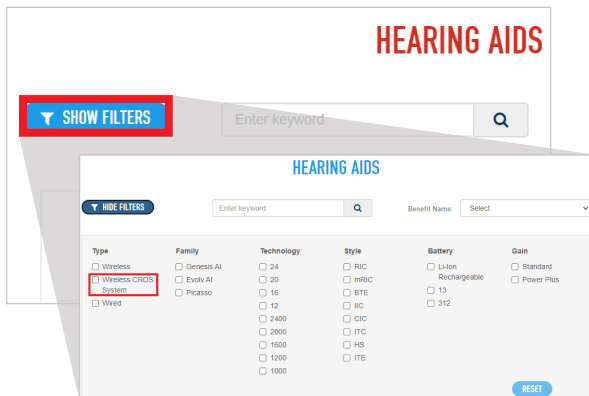 HEARING AIDS
SHOW FILTERS
Enter keyword
HEARING AIDS
HIDE FILTERS
Enter keyword
Benefit Name: Select
Type Family Technology Style Battery Gain
Wireless Genesis AI 24 RIC Li-Ion Standard
Wireless CROS Evolv AI 20 mRIC Rechargeable Power Plus
System Picasso 16 BTE 13
Wired 12 IIC 312
2400 CIC
2000 ITC
1600 HS
1200 ITE
1000
RESET